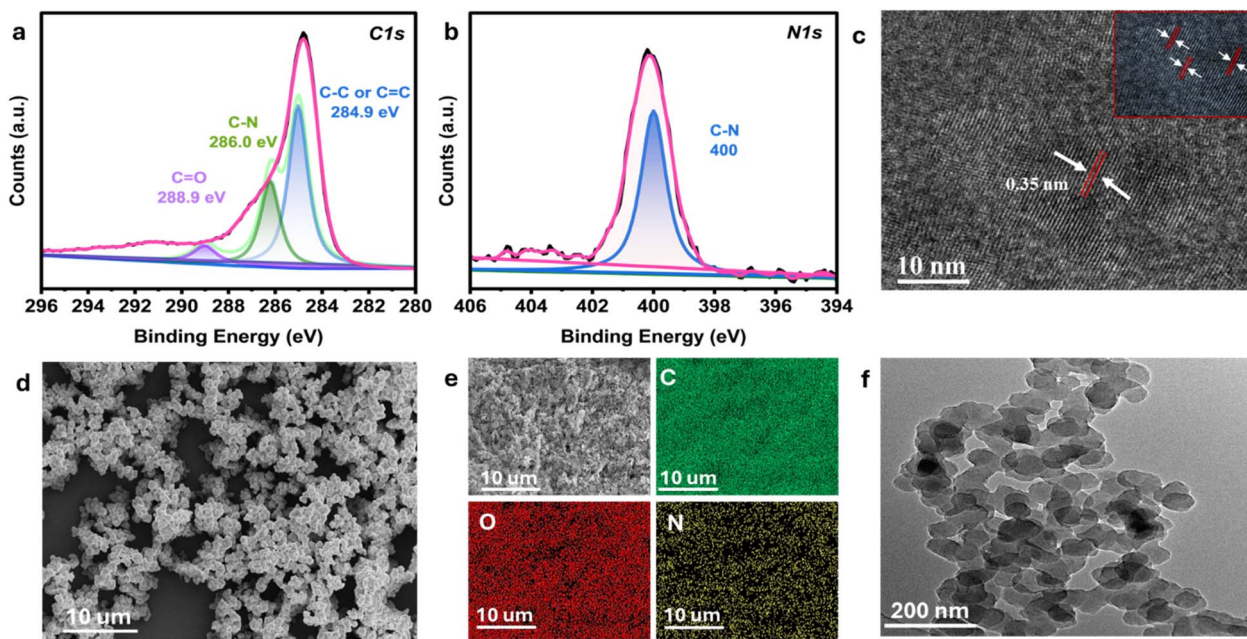 a
C1s
C-C or C=C
284.9 eV
C-N
286.0 eV
C=O
288.9 eV
Counts (a.u.)
296 294 292 290 288 286 284 282 280
Binding Energy (eV)
b
N1s
C-N
400
Counts (a.u.)
406 404 402 400 398 396 394
Binding Energy (eV)
c
0.35 nm
10 nm
d
10 um
e
10 um
C
10 um
O
10 um
N
10 um
f
200 nm